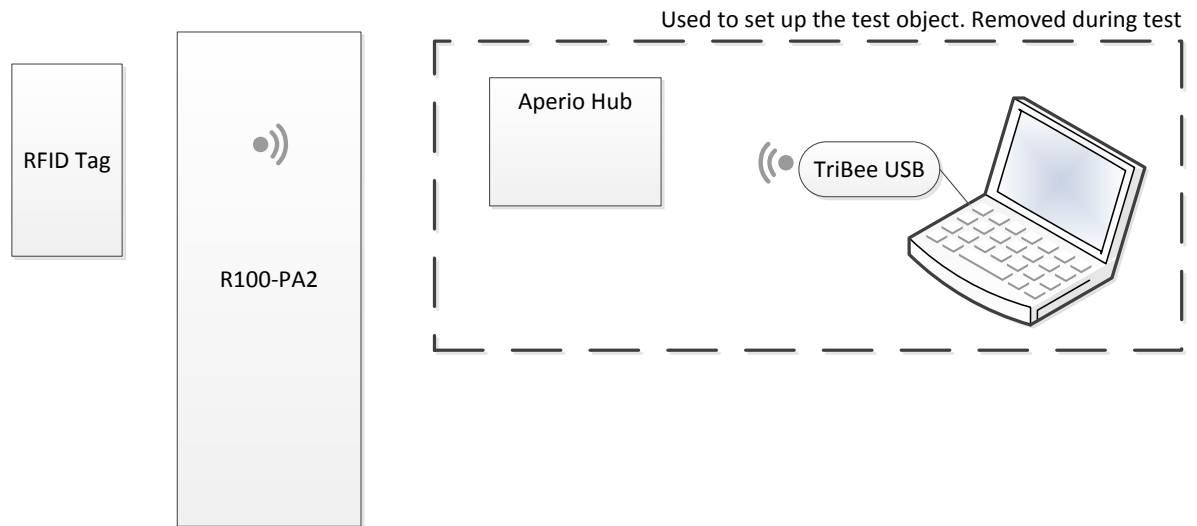 Used to set up the test object. Removed during test
RFID Tag
R100-PA2
Aperio Hub
TriBee USB